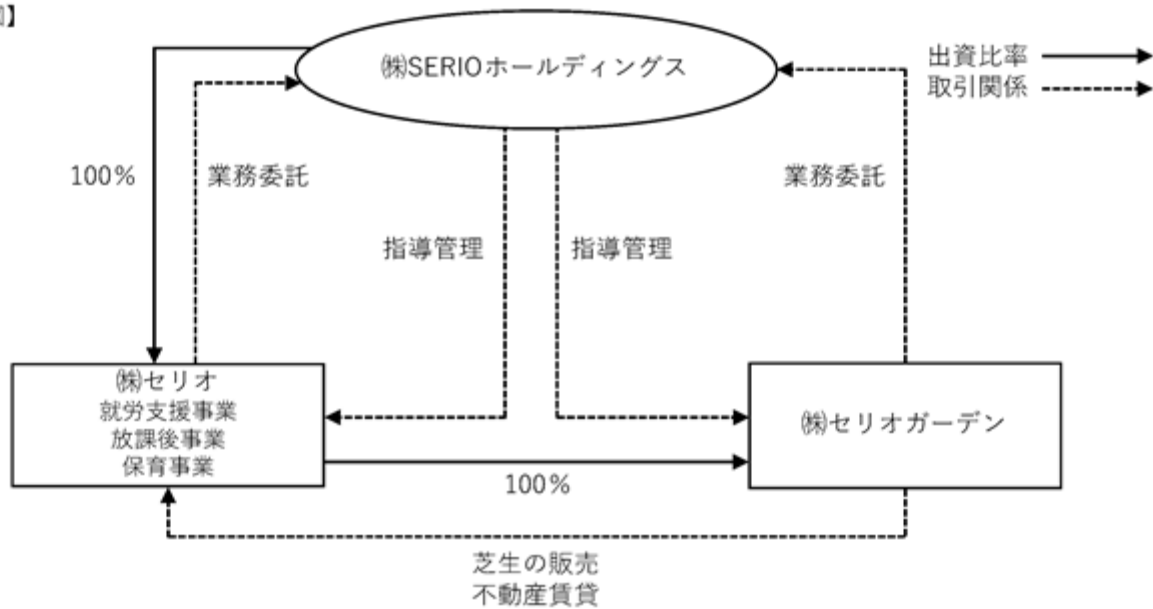 】
㈱SERIOホールディングス
出資比率
取引関係
100%
業務委託
業務委託
指導管理
指導管理
㈱セリオ
就労支援事業
放課後事業
保育事業
㈱セリオガーデン
100%
芝生の販売
不動産賃貸